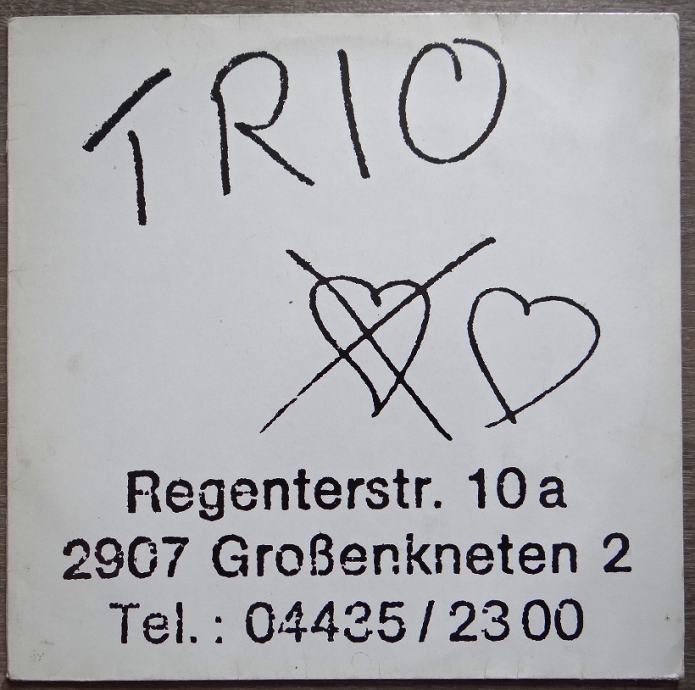 TRIO
Regenterstr. 10a
2907 Großenkneten 2
Tel.: 04435/2300